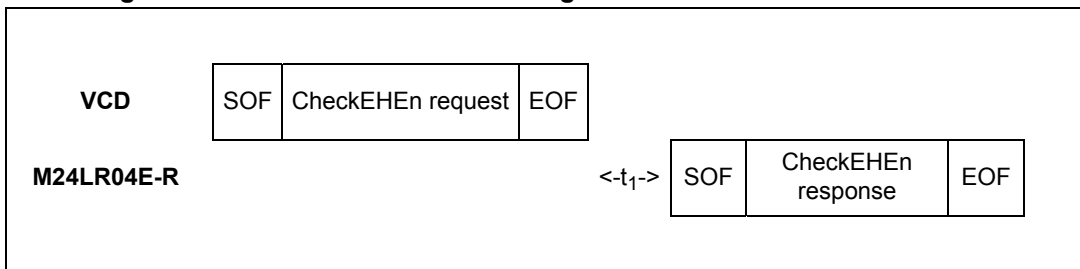 VCD SOF CheckEHEn request EOF
M24LR04E-R <-t1-> SOF CheckEHEn response EOF